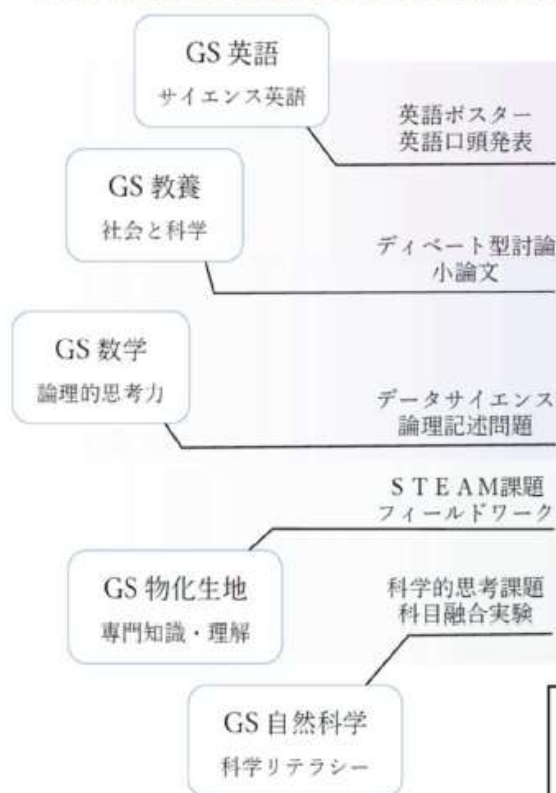 GS 英語
サイエンス英語
英語ポスター
英語口頭発表
GS 教養
社会と科学
ディベート型討論
小論文
GS 数学
論理的思考力
データサイエンス
論理記述問題
ＳＴＥＡＭ課題
フィールドワーク
GS 物化生地
専門知識・理解
科学的思考課題
科目融合実験
GS 自然科学
科学リテラシー